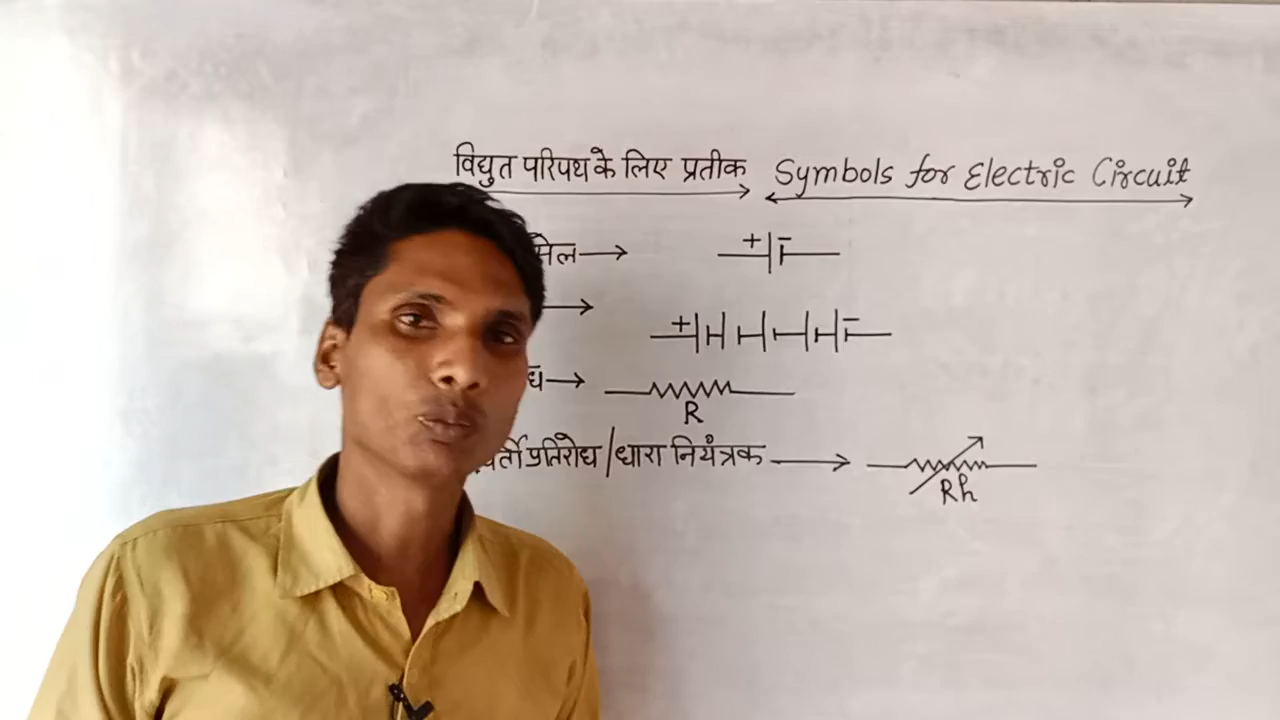 विद्युत परिपथ के लिए प्रतीक Symbols for Electric Circuit
+ -
+ -
R
प्रतिरोध/धारा नियंत्रक
Rh